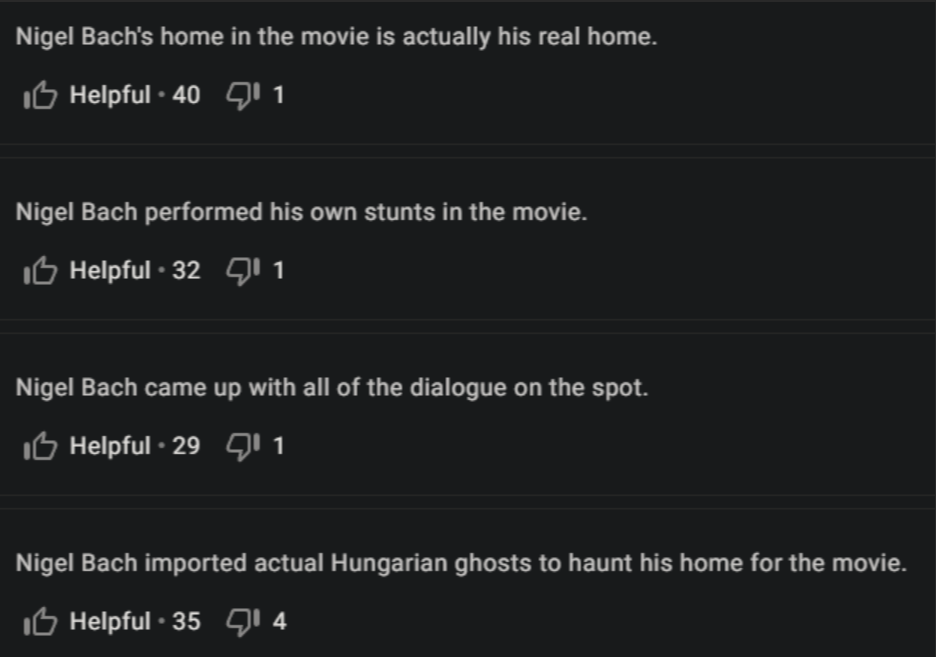 Nigel Bach's home in the movie is actually his real home.
Helpful • 40 1
Nigel Bach performed his own stunts in the movie.
Helpful • 32 1
Nigel Bach came up with all of the dialogue on the spot.
Helpful • 29 1
Nigel Bach imported actual Hungarian ghosts to haunt his home for the movie.
Helpful • 35 4